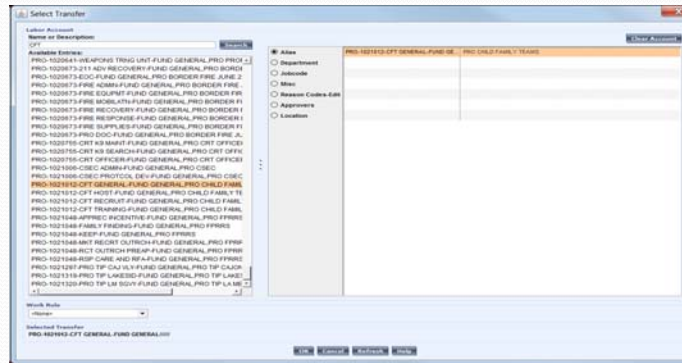 Select Transfer
Labor Account
Name or Description:
CFT
Search
Clear Account
Available Entries:
PRO-1020641-WEAPONS TRNG UNT-FUND GENERAL,PRO PROF
PRO-1020673-211 ADV RECOVERY-FUND GENERAL,PRO BORDE
PRO-1020673-EOC-FUND GENERAL,PRO BORDER FIRE JUNE 2
PRO-1020673-FIRE ADMIN-FUND GENERAL,PRO BORDER FIRE
PRO-1020673-FIRE EQUIPMT-FUND GENERAL,PRO BORDER FI
PRO-1020673-FIRE MOBILATN-FUND GENERAL,PRO BORDER F
PRO-1020673-FIRE RECOVERY-FUND GENERAL,PRO BORDER
PRO-1020673-FIRE RESPONSE-FUND GENERAL,PRO BORDER
PRO-1020673-FIRE SUPPLIES-FUND GENERAL,PRO BORDER FI
PRO-1020673-PRO DOC-FUND GENERAL,PRO BORDER FIRE JL
PRO-1020755-CRT K9 MAINT-FUND GENERAL,PRO CRT OFFICE
PRO-1020755-CRT K9 SEARCH-FUND GENERAL,PRO CRT OFFIC
PRO-1020755-CRT OFFICER-FUND GENERAL,PRO CRT OFFICE
PRO-1021006-CSEC ADMIN-FUND GENERAL,PRO CSEC
PRO-1021006-CSEC PROTCOL DEV-FUND GENERAL,PRO CSEC
PRO-1021012-CFT GENERAL-FUND GENERAL,PRO CHILD FAMIL
PRO-1021012-CFT HOST-FUND GENERAL,PRO CHILD FAMILY TE
PRO-1021012-CFT RECRUIT-FUND GENERAL,PRO CHILD FAMIL
PRO-1021012-CFT TRAINING-FUND GENERAL,PRO CHILD FAMIL
PRO-1021048-APPREC INCENTIVE-FUND GENERAL,PRO FPRRS
PRO-1021048-FAMILY FINDING-FUND GENERAL,PRO FPRRS
PRO-1021048-KEEP-FUND GENERAL,PRO FPRRS
PRO-1021048-MKT RECRT OUTRCH-FUND GENERAL,PRO FPRR
PRO-1021048-RCT OUTRCH PREAP-FUND GENERAL,PRO FPRR
PRO-1021048-RSP CARE AND RFA-FUND GENERAL,PRO FPRR
PRO-1021287-PRO TIP CAJ VLY-FUND GENERAL,PRO TIP CAJON
PRO-1021319-PRO TIP LAKESID-FUND GENERAL,PRO TIP LAKE
PRO-1021320-PRO TIP LM SGVY-FUND GENERAL,PRO TIP LA ME
Alias
PRO-1021012-CFT GENERAL-FUND GE...
PRO CHILD FAMILY TEAMS
Department
Jobcode
Misc
Reason Codes-Edit
Approvers
Location
Work Rule
<None>
Selected Transfer
PRO-1021012-CFT GENERAL-FUND GENERAL//////
OK
Cancel
Refresh
Help